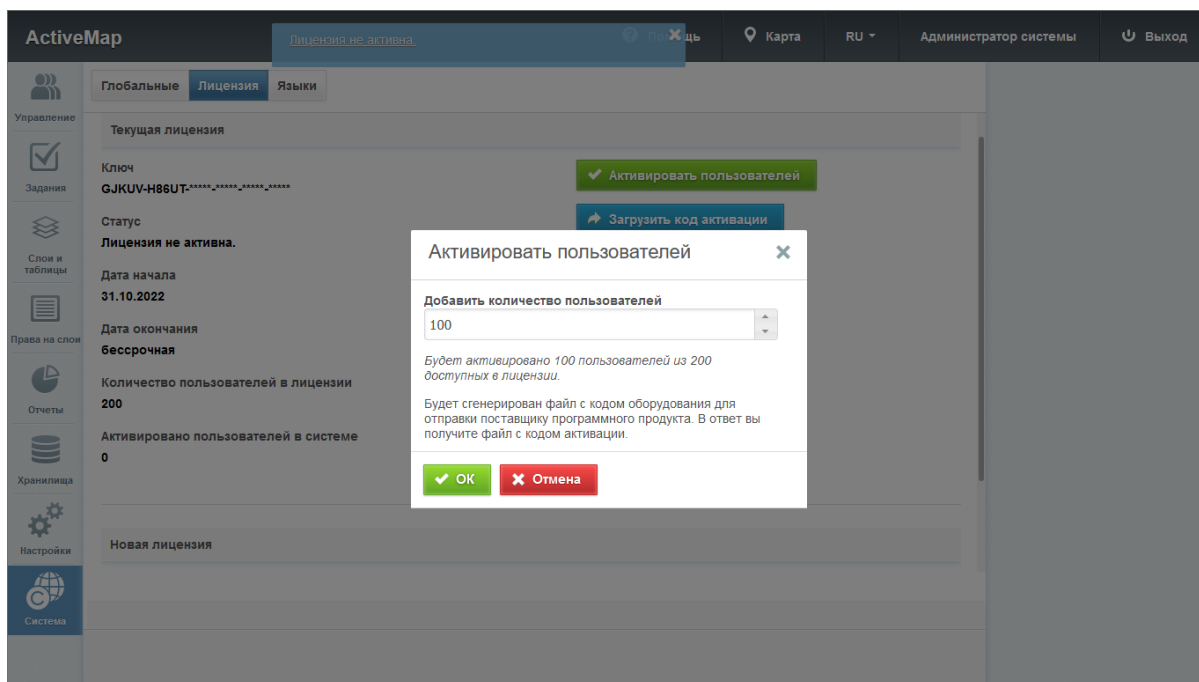 ActiveMap
Лицензия не активна.
Карта
RU
Администратор системы
Выход
Управление
Задания
Слои и
таблицы
Права на слои
Отчеты
Хранилища
Настройки
Система
Глобальные
Лицензия
Языки
Текущая лицензия
Ключ
GJKUV-H86UT-*****-*****-*****-*****
Статус
Лицензия не активна.
Дата начала
31.10.2022
Дата окончания
бессрочная
Количество пользователей в лицензии
200
Активировано пользователей в системе
0
Активировать пользователей
Загрузить код активации
Активировать пользователей
Добавить количество пользователей
100
Будет активировано 100 пользователей из 200
доступных в лицензии.
Будет сгенерирован файл с кодом оборудования для
отправки поставщику программного продукта. В ответ вы
получите файл с кодом активации.
ОК
Отмена
Новая лицензия